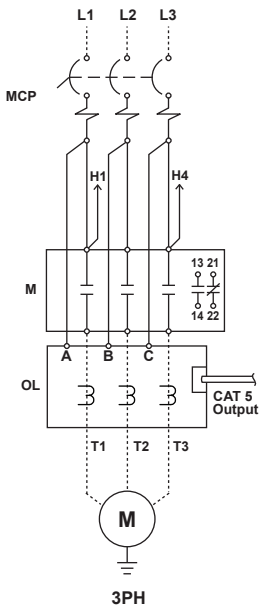 L1 L2 L3
MCP
H1 H4
13 21
M
14 22
A B C
OL
CAT 5
Output
T1 T2 T3
M
3PH